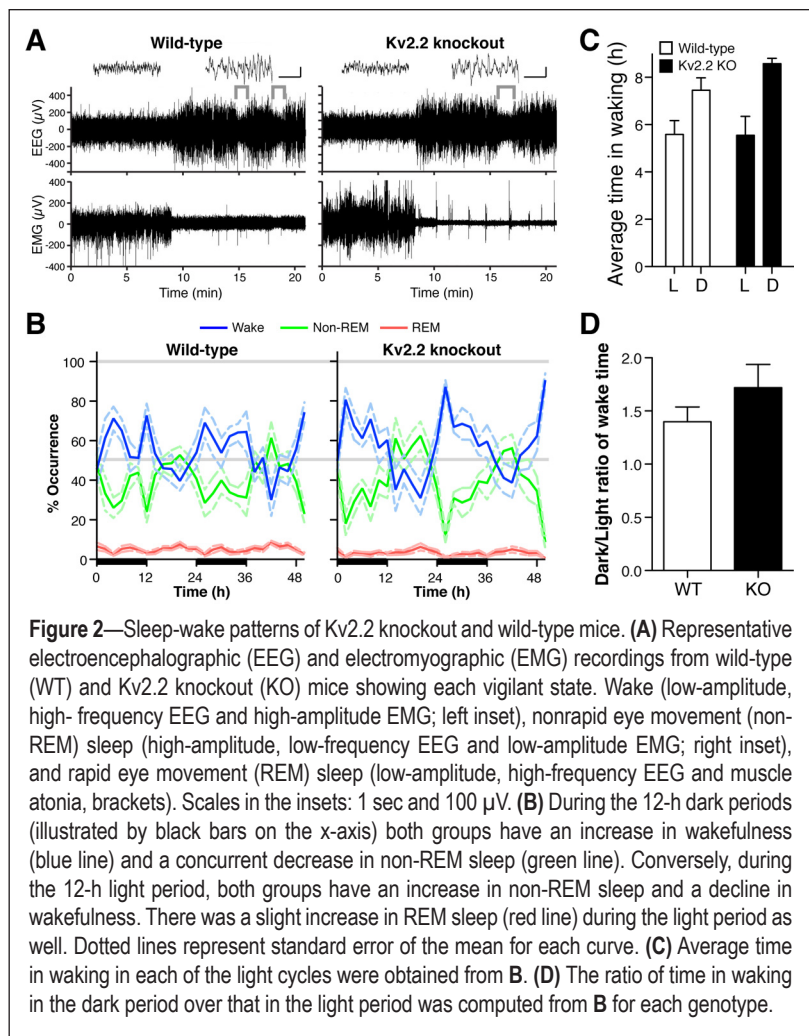 A
Wild-type
Kv2.2 knockout
EEG (µV)
400
200
0
-200
-400
EMG (µV)
400
200
0
-200
-400
0 5 10 15 20
Time (min)
0 5 10 15 20
Time (min)
C
Wild-type
Kv2.2 KO
Average time in waking (h)
8
6
4
2
0
L D L D
B
Wake Non-REM REM
Wild-type
Kv2.2 knockout
% Occurrence
100
80
60
40
20
0
0 12 24 36 48
Time (h)
0 12 24 36 48
Time (h)
D
Dark/Light ratio of wake time
2.0
1.5
1.0
0.5
0.0
WT KO
Figure 2—Sleep-wake patterns of Kv2.2 knockout and wild-type mice. (A) Representative
electroencephalographic (EEG) and electromyographic (EMG) recordings from wild-type
(WT) and Kv2.2 knockout (KO) mice showing each vigilant state. Wake (low-amplitude,
high- frequency EEG and high-amplitude EMG; left inset), nonrapid eye movement (non-
REM) sleep (high-amplitude, low-frequency EEG and low-amplitude EMG; right inset),
and rapid eye movement (REM) sleep (low-amplitude, high-frequency EEG and muscle
atonia, brackets). Scales in the insets: 1 sec and 100 µV. (B) During the 12-h dark periods
(illustrated by black bars on the x-axis) both groups have an increase in wakefulness
(blue line) and a concurrent decrease in non-REM sleep (green line). Conversely, during
the 12-h light period, both groups have an increase in non-REM sleep and a decline in
wakefulness. There was a slight increase in REM sleep (red line) during the light period as
well. Dotted lines represent standard error of the mean for each curve. (C) Average time
in waking in each of the light cycles were obtained from B. (D) The ratio of time in waking
in the dark period over that in the light period was computed from B for each genotype.